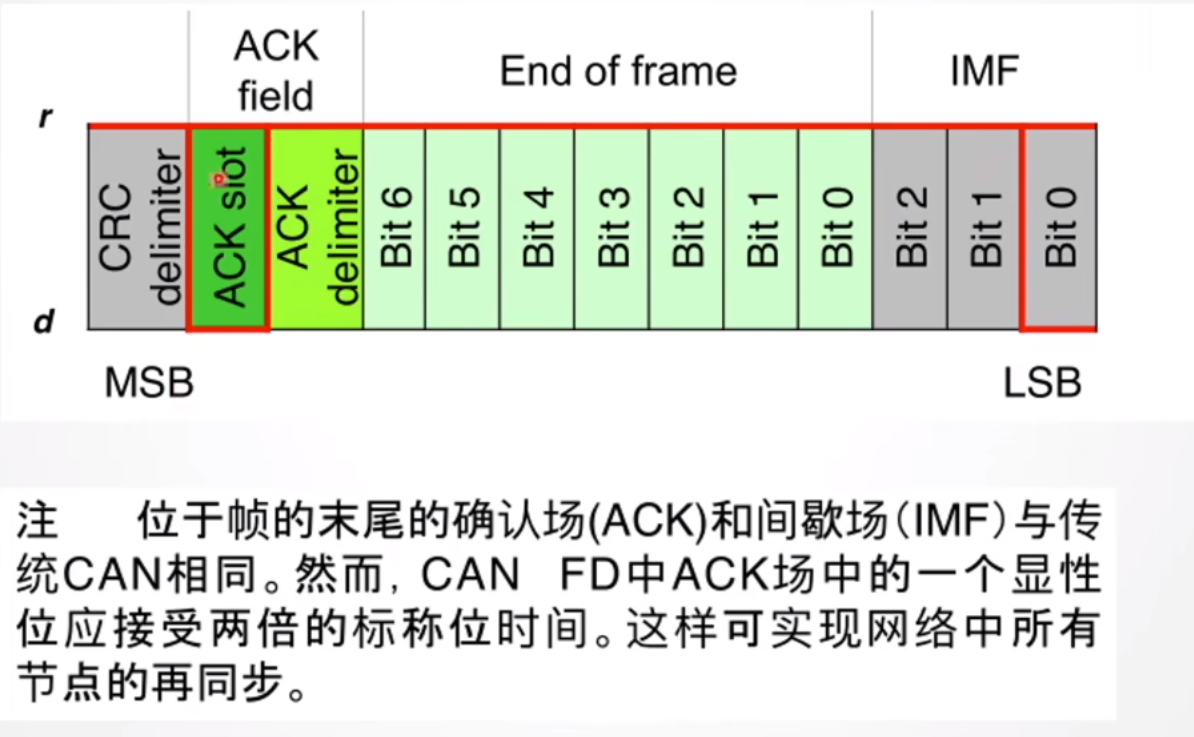 ACK
field
End of frame
IMF
r
CRC
delimiter
ACK slot
ACK
delimiter
Bit 6
Bit 5
Bit 4
Bit 3
Bit 2
Bit 1
Bit 0
Bit 2
Bit 1
Bit 0
d
MSB
LSB
注 位于帧的末尾的确认场(ACK)和间歇场(IMF)与传
统CAN相同。然而, CAN FD中ACK场中的一个显性
位应接受两倍的标称位时间。这样可实现网络中所有
节点的再同步。